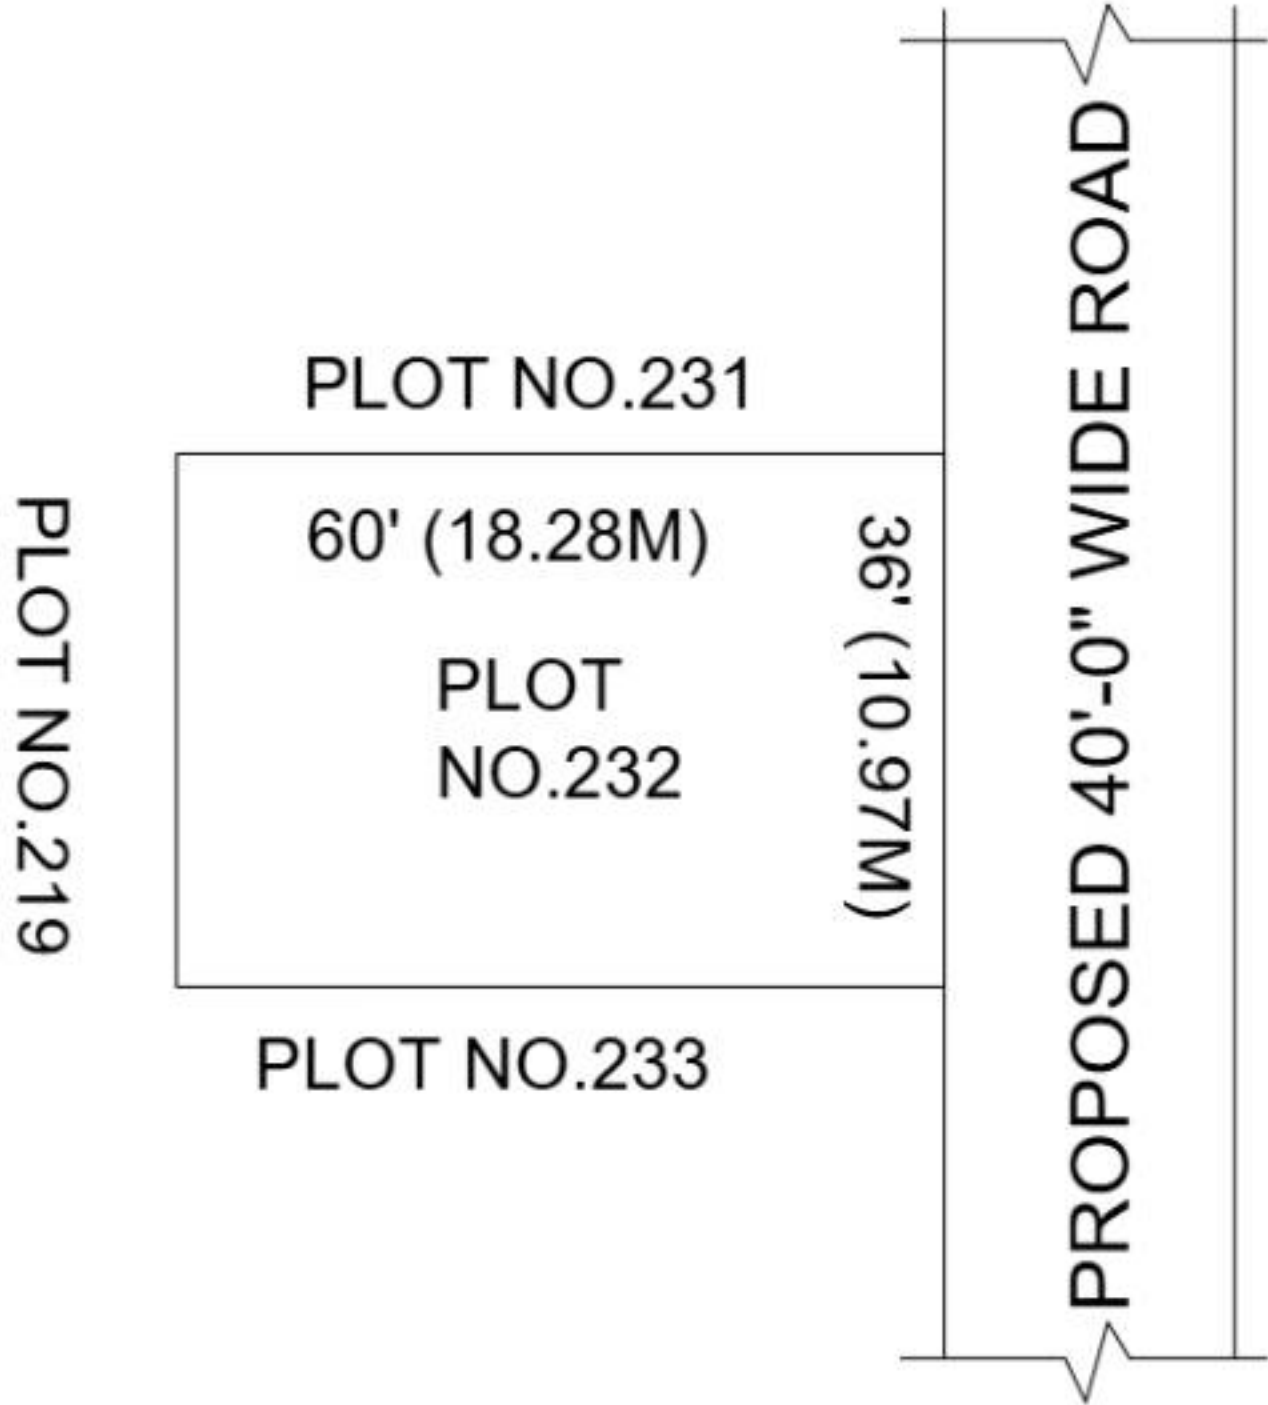 PLOT NO.231
60' (18.28M)
36' (10.97M)
PLOT
NO.232
PLOT NO.219
PLOT NO.233
PROPOSED 40'-0" WIDE ROAD